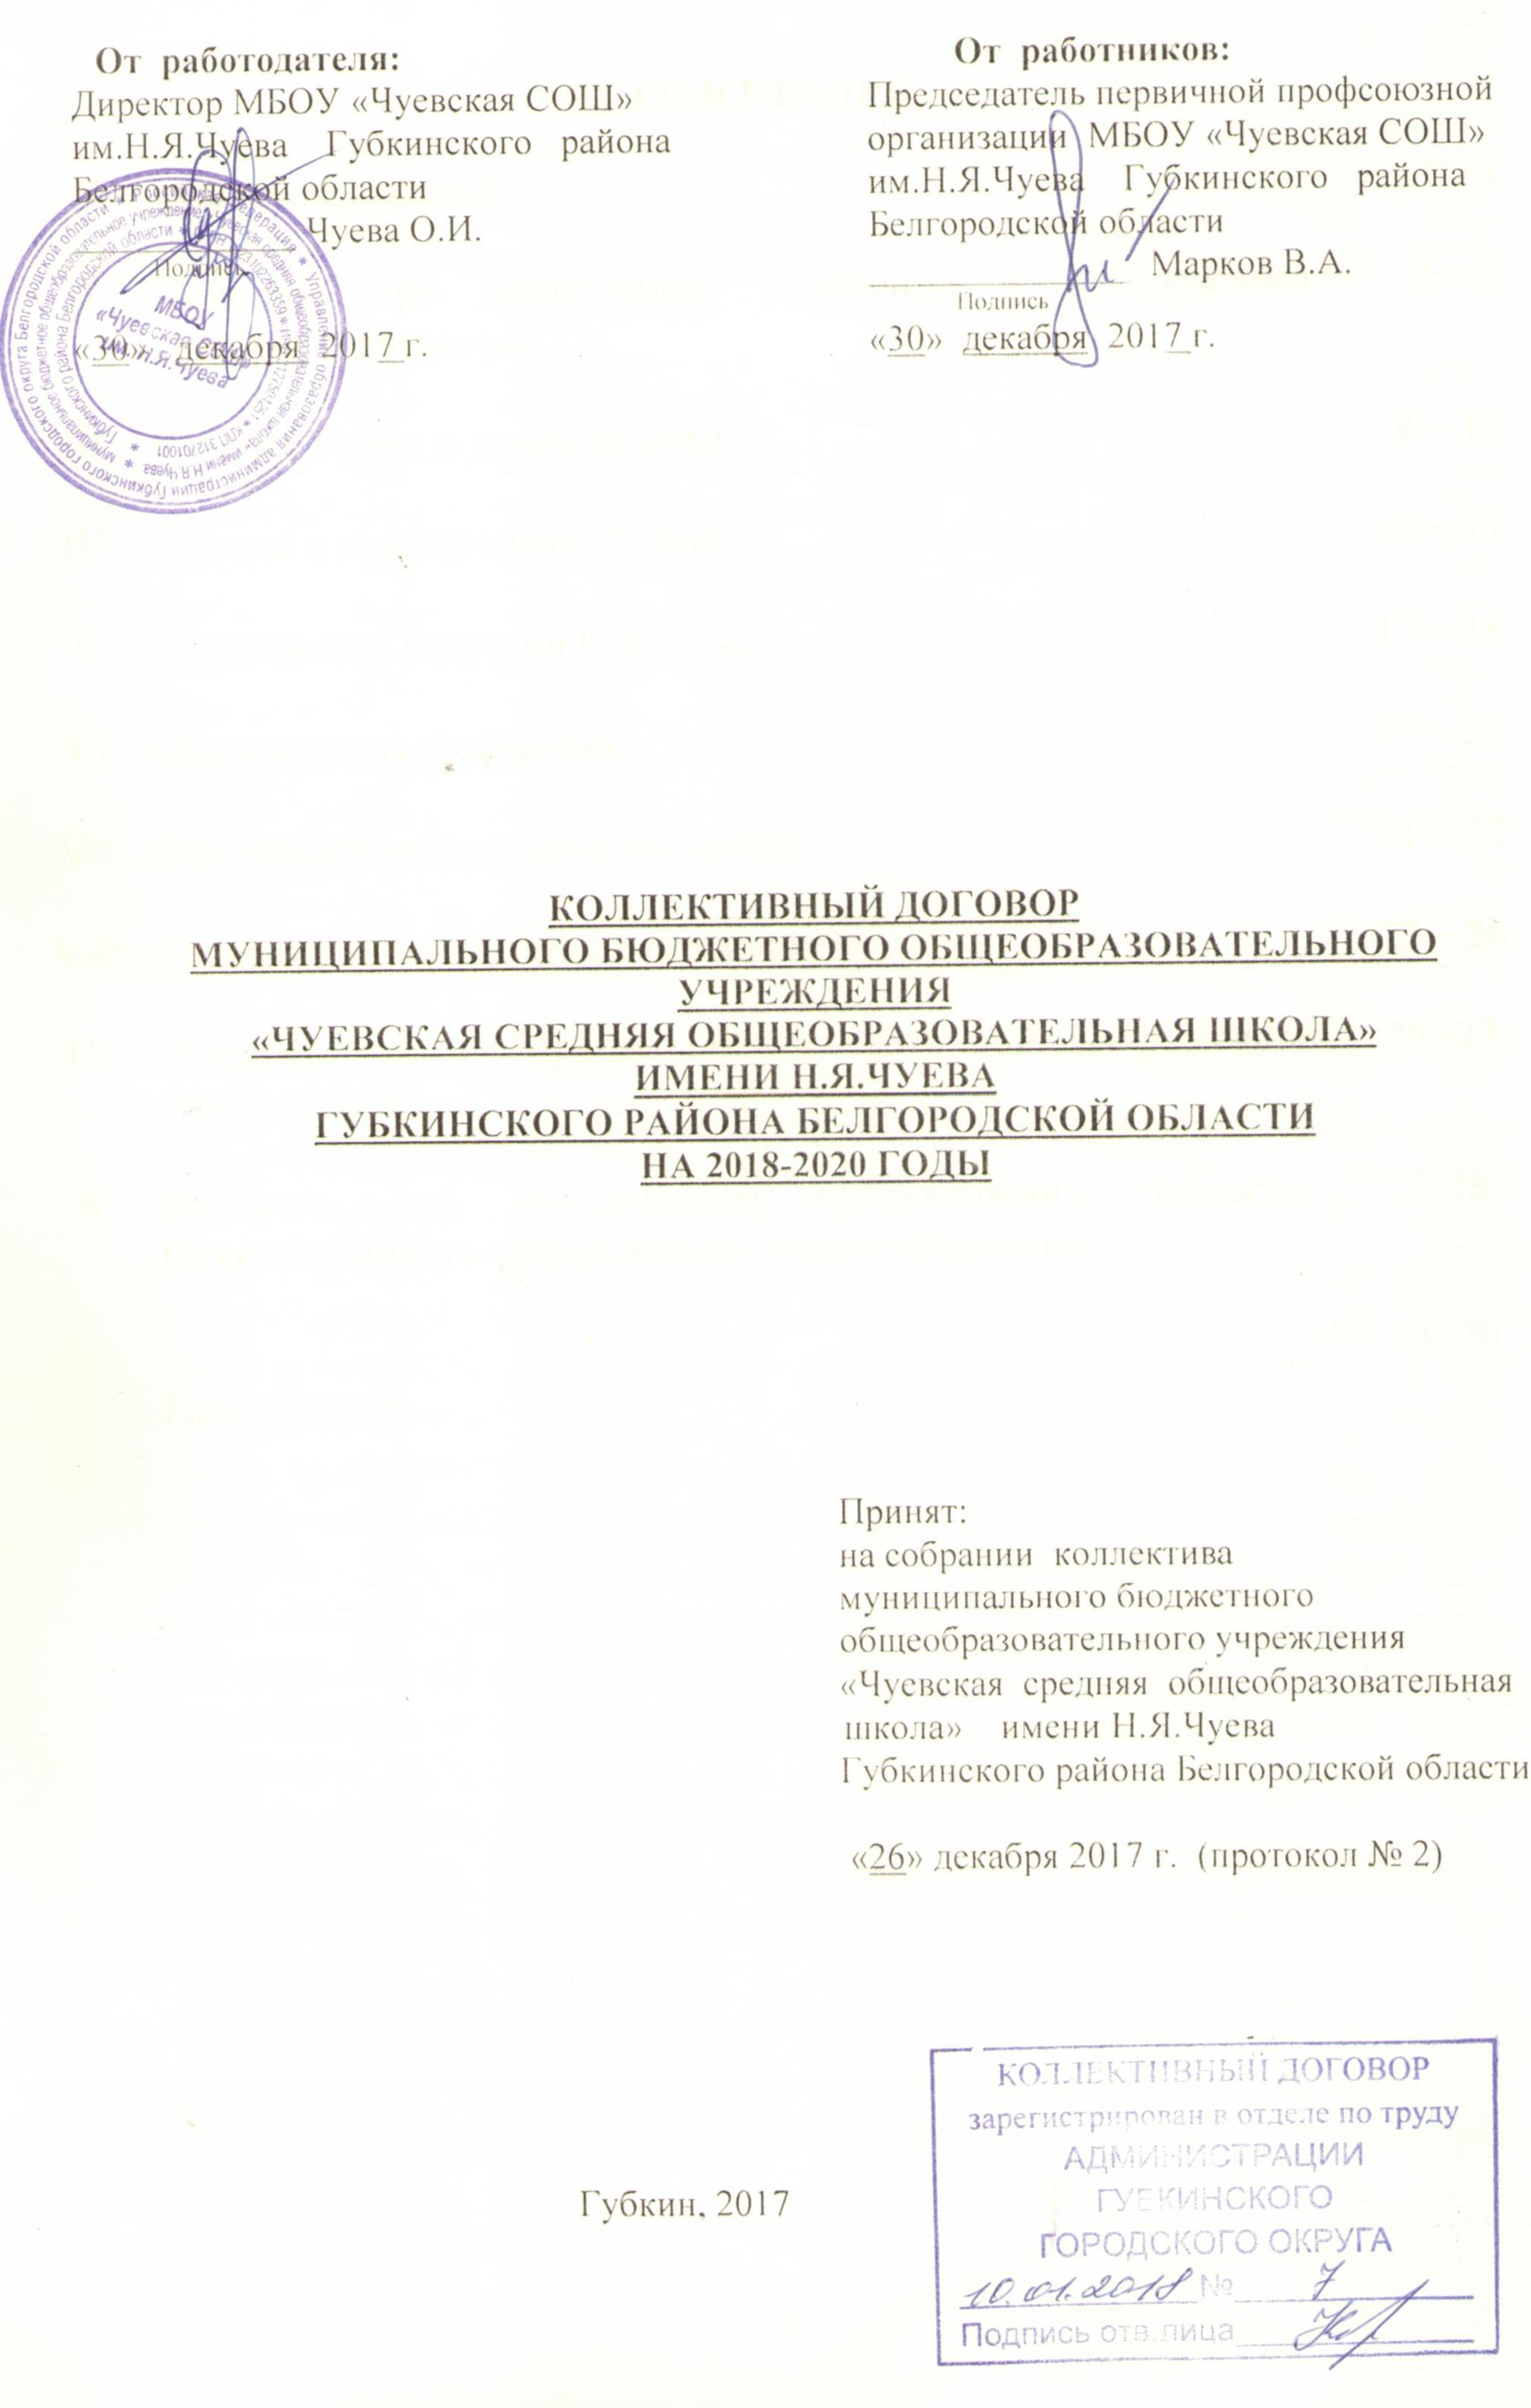 От работодателя:
Директор МБОУ «Чуевская СОШ»
им.Н.Я.Чуева Губкинского района
Белгородской области
Чуева О.И.
Подпись
«30» декабря 2017 г.
От работников:
Председатель первичной профсоюзной
организации МБОУ «Чуевская СОШ»
им.Н.Я.Чуева Губкинского района
Белгородской области
Марков В.А.
Подпись
«30» декабря 2017 г.
МБОУ
«Чуевская СОШ»
им. Н.Я.Чуева
КОЛЛЕКТИВНЫЙ ДОГОВОР
МУНИЦИПАЛЬНОГО БЮДЖЕТНОГО ОБЩЕОБРАЗОВАТЕЛЬНОГО
УЧРЕЖДЕНИЯ
«ЧУЕВСКАЯ СРЕДНЯЯ ОБЩЕОБРАЗОВАТЕЛЬНАЯ ШКОЛА»
ИМЕНИ Н.Я.ЧУЕВА
ГУБКИНСКОГО РАЙОНА БЕЛГОРОДСКОЙ ОБЛАСТИ
НА 2018-2020 ГОДЫ
Принят:
на собрании коллектива
муниципального бюджетного
общеобразовательного учреждения
«Чуевская средняя общеобразовательная
школа» имени Н.Я.Чуева
Губкинского района Белгородской области
«26» декабря 2017 г. (протокол № 2)
Губкин, 2017
КОЛЛЕКТИВНЫЙ ДОГОВОР
зарегистрирован в отделе по труду
АДМИНИСТРАЦИИ
ГУБКИНСКОГО
ГОРОДСКОГО ОКРУГА
10.01.2018 № 7
Подпись отв.лица